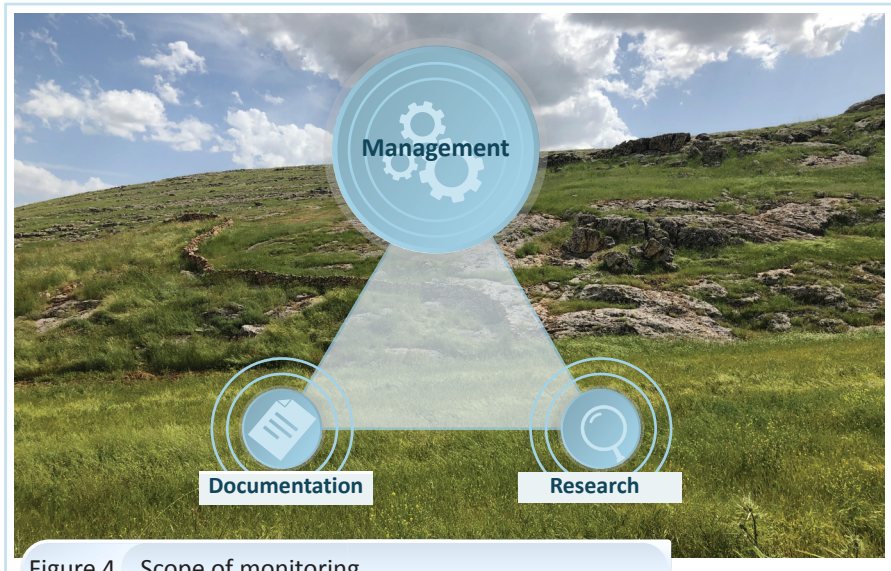 Management
Documentation
Research
Figure 4 Scope of monitoring